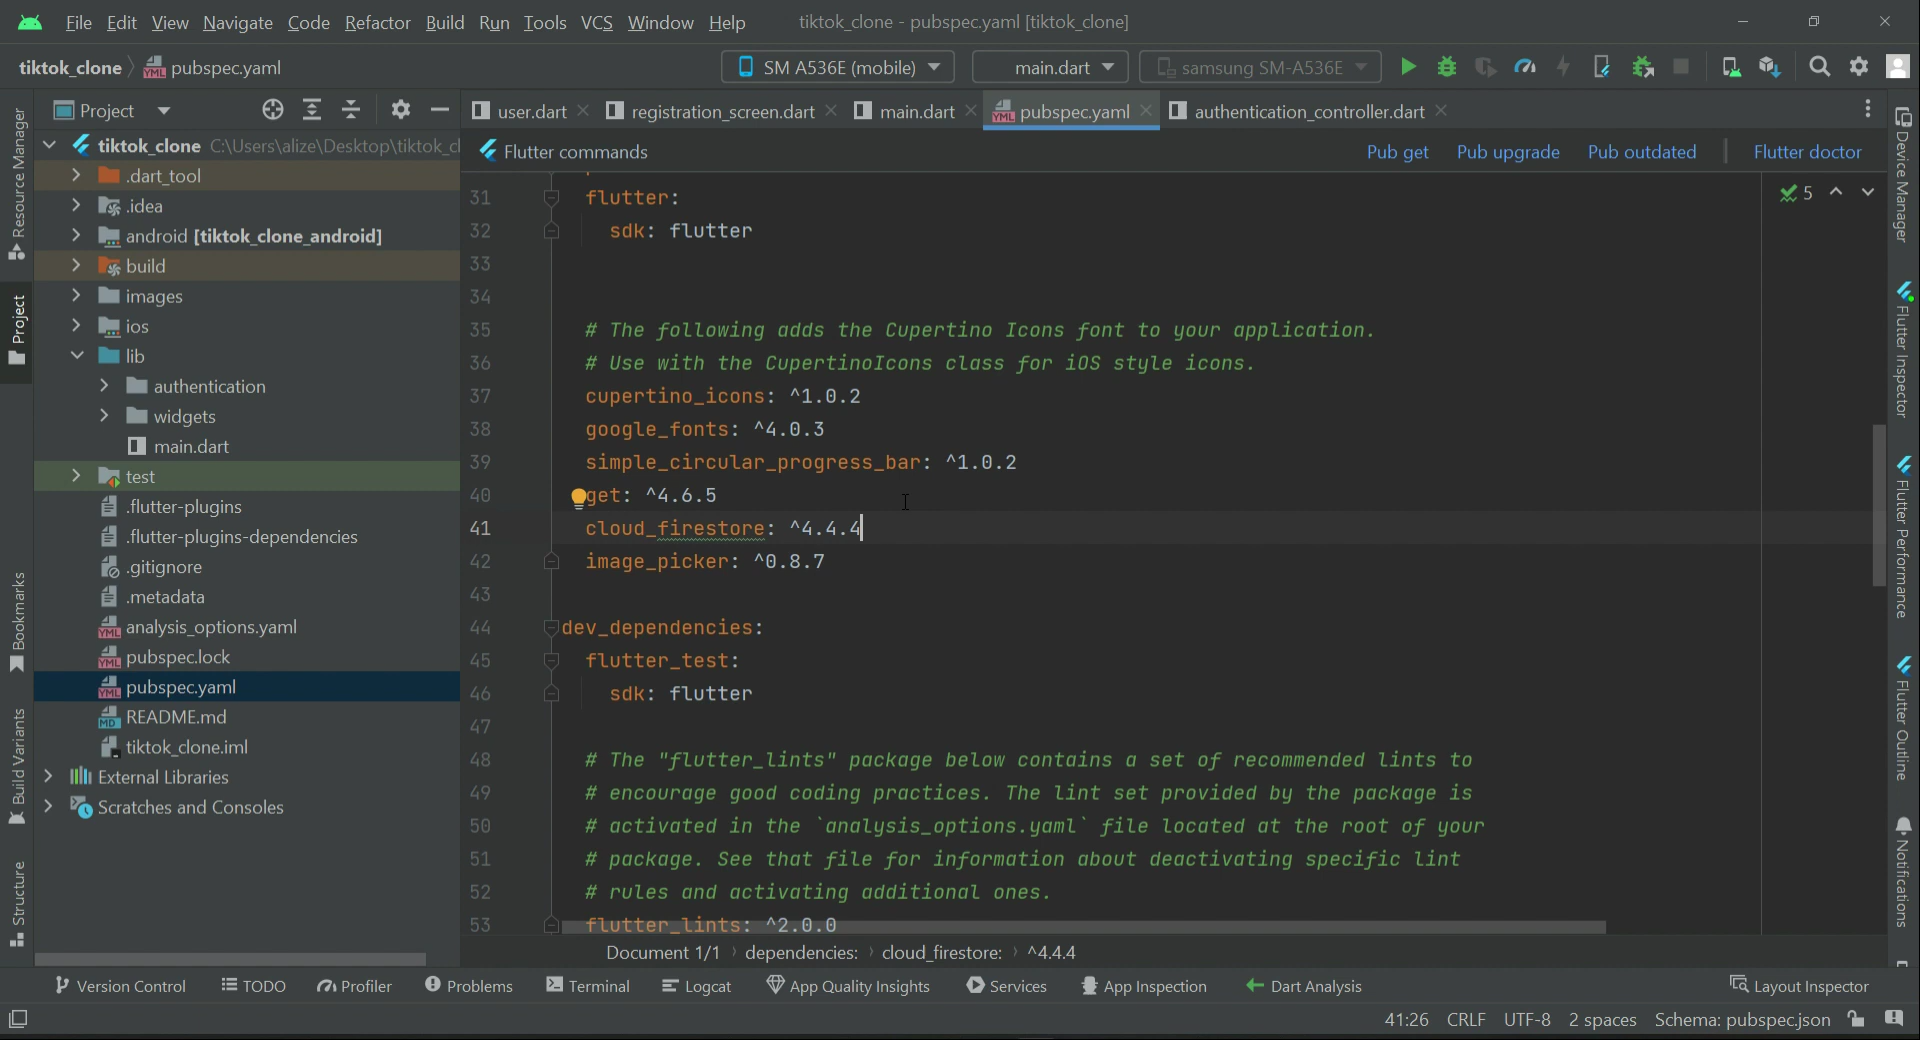 File Edit View Navigate Code Refactor Build Run Tools VCS Window Help tiktok_clone - pubspec.yaml [tiktok_clone]
tiktok_clone pubspec.yaml SM A536E (mobile) main.dart samsung SM-A536E
Project user.dart registration_screen.dart main.dart pubspec.yaml authentication_controller.dart
Flutter commands Pub get Pub upgrade Pub outdated Flutter doctor
Resource Manager
Project
Bookmarks
Build Variants
Structure
tiktok_clone C:\Users\alize\Desktop\tiktok_cl
.dart_tool
.idea
android [tiktok_clone_android]
build
images
ios
lib
authentication
widgets
main.dart
test
.flutter-plugins
.flutter-plugins-dependencies
.gitignore
.metadata
analysis_options.yaml
pubspec.lock
pubspec.yaml
README.md
tiktok_clone.iml
External Libraries
Scratches and Consoles
5
31 flutter:
32 sdk: flutter
33
34
35 # The following adds the Cupertino Icons font to your application.
36 # Use with the CupertinoIcons class for iOS style icons.
37 cupertino_icons: ^1.0.2
38 google_fonts: ^4.0.3
39 simple_circular_progress_bar: ^1.0.2
40 get: ^4.6.5
41 cloud_firestore: ^4.4.4
42 image_picker: ^0.8.7
43
44 dev_dependencies:
45 flutter_test:
46 sdk: flutter
47
48 # The "flutter_lints" package below contains a set of recommended lints to
49 # encourage good coding practices. The lint set provided by the package is
50 # activated in the `analysis_options.yaml` file located at the root of your
51 # package. See that file for information about deactivating specific lint
52 # rules and activating additional ones.
53 flutter_lints: ^2.0.0
Document 1/1 › dependencies: › cloud_firestore: › ^4.4.4
Device Manager
Flutter Inspector
Flutter Performance
Flutter Outline
Notifications
Version Control TODO Profiler Problems Terminal Logcat App Quality Insights Services App Inspection Dart Analysis Layout Inspector
41:26 CRLF UTF-8 2 spaces Schema: pubspec.json